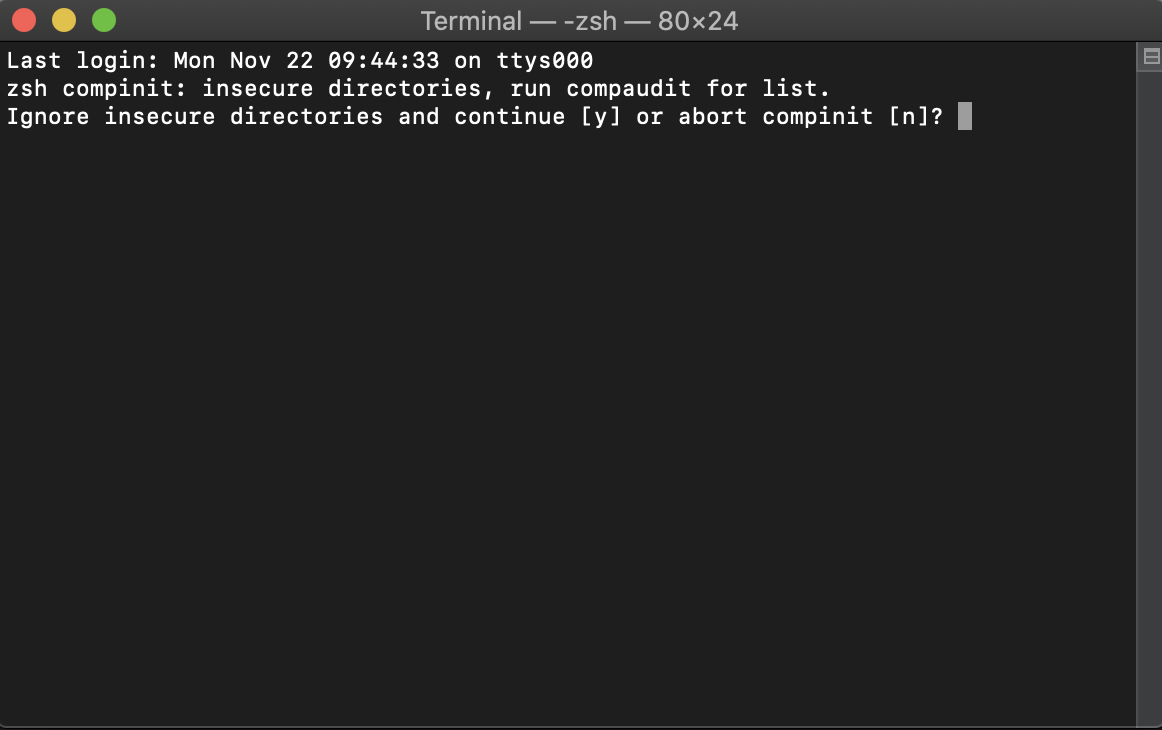 Terminal — -zsh — 80×24
Last login: Mon Nov 22 09:44:33 on ttys000
zsh compinit: insecure directories, run compaudit for list.
Ignore insecure directories and continue [y] or abort compinit [n]?